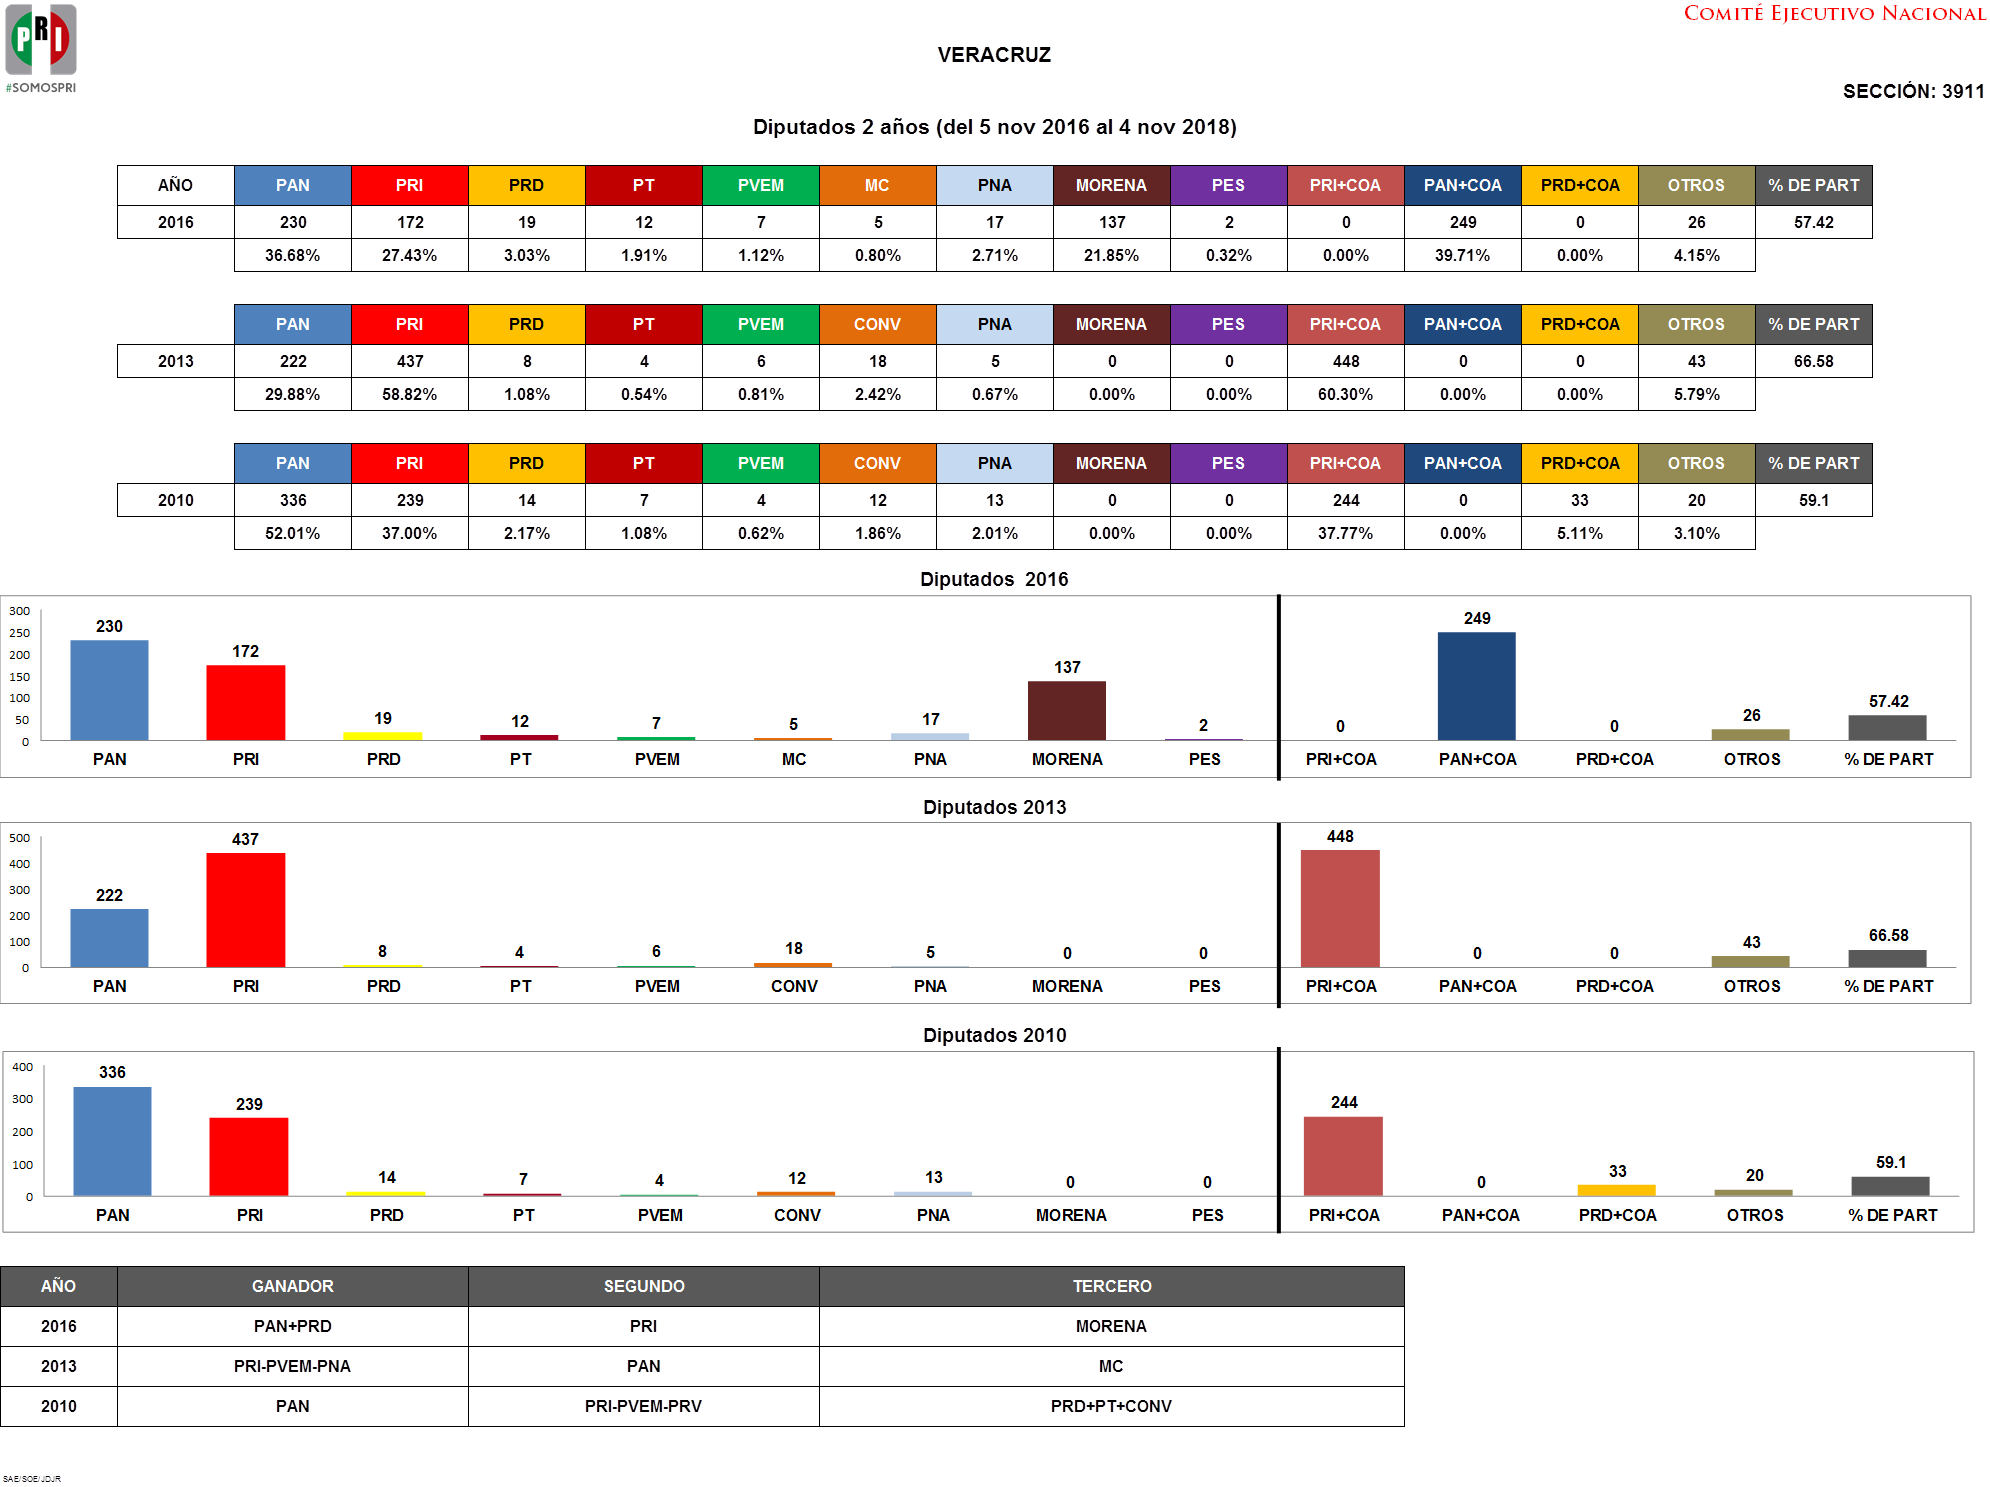 PRI
#SOMOSPRI
COMITÉ EJECUTIVO NACIONAL
VERACRUZ
SECCIÓN: 3911
Diputados 2 años (del 5 nov 2016 al 4 nov 2018)
AÑO PAN PRI PRD PT PVEM MC PNA MORENA PES PRI+COA PAN+COA PRD+COA OTROS % DE PART
2016 230 172 19 12 7 5 17 137 2 0 249 0 26 57.42
36.68% 27.43% 3.03% 1.91% 1.12% 0.80% 2.71% 21.85% 0.32% 0.00% 39.71% 0.00% 4.15%
PAN PRI PRD PT PVEM CONV PNA MORENA PES PRI+COA PAN+COA PRD+COA OTROS % DE PART
2013 222 437 8 4 6 18 5 0 0 448 0 0 43 66.58
29.88% 58.82% 1.08% 0.54% 0.81% 2.42% 0.67% 0.00% 0.00% 60.30% 0.00% 0.00% 5.79%
PAN PRI PRD PT PVEM CONV PNA MORENA PES PRI+COA PAN+COA PRD+COA OTROS % DE PART
2010 336 239 14 7 4 12 13 0 0 244 0 33 20 59.1
52.01% 37.00% 2.17% 1.08% 0.62% 1.86% 2.01% 0.00% 0.00% 37.77% 0.00% 5.11% 3.10%
Diputados 2016
300
250
200
150
100
50
0
230 172 19 12 7 5 17 137 2 0 249 0 26 57.42
PAN PRI PRD PT PVEM MC PNA MORENA PES PRI+COA PAN+COA PRD+COA OTROS % DE PART
Diputados 2013
500
400
300
200
100
0
222 437 8 4 6 18 5 0 0 448 0 0 43 66.58
PAN PRI PRD PT PVEM CONV PNA MORENA PES PRI+COA PAN+COA PRD+COA OTROS % DE PART
Diputados 2010
400
300
200
100
0
336 239 14 7 4 12 13 0 0 244 0 33 20 59.1
PAN PRI PRD PT PVEM CONV PNA MORENA PES PRI+COA PAN+COA PRD+COA OTROS % DE PART
AÑO GANADOR SEGUNDO TERCERO
2016 PAN+PRD PRI MORENA
2013 PRI-PVEM-PNA PAN MC
2010 PAN PRI-PVEM-PRV PRD+PT+CONV
SAE/SOE/JDJR